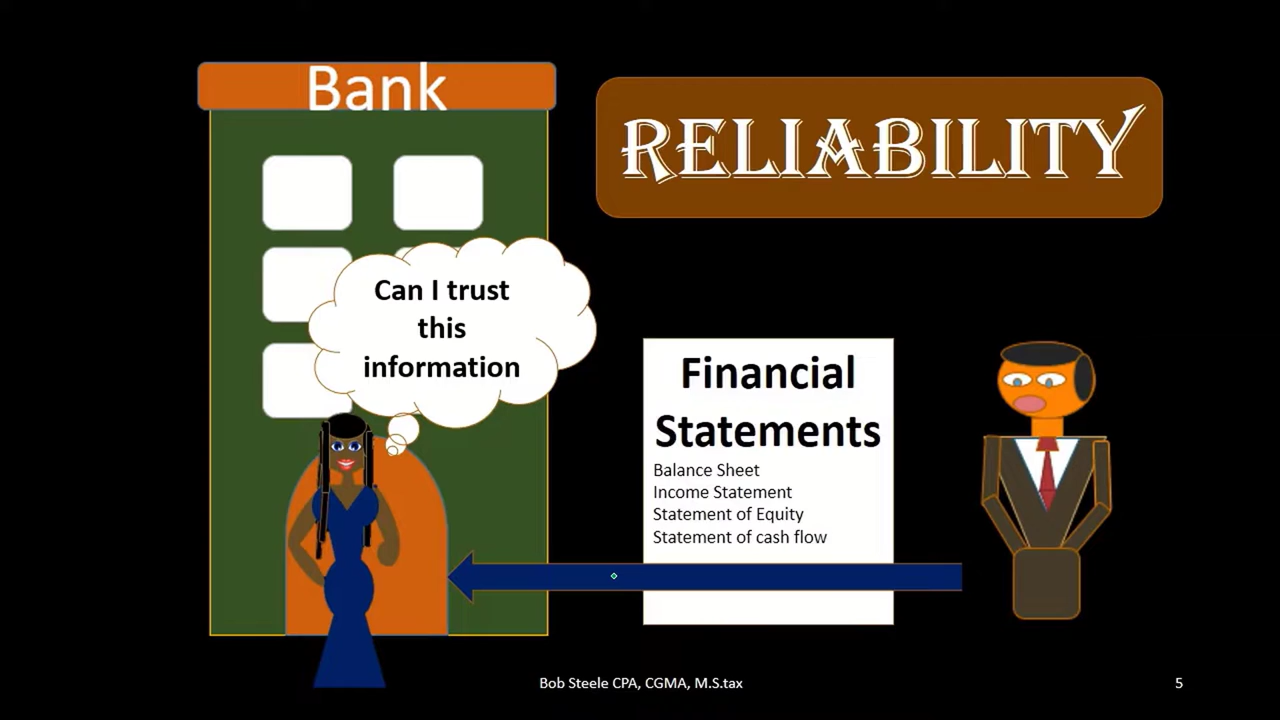 Bank
RELIABILITY
Can I trust
this
information
Financial
Statements
Balance Sheet
Income Statement
Statement of Equity
Statement of cash flow
Bob Steele CPA, CGMA, M.S.tax
5